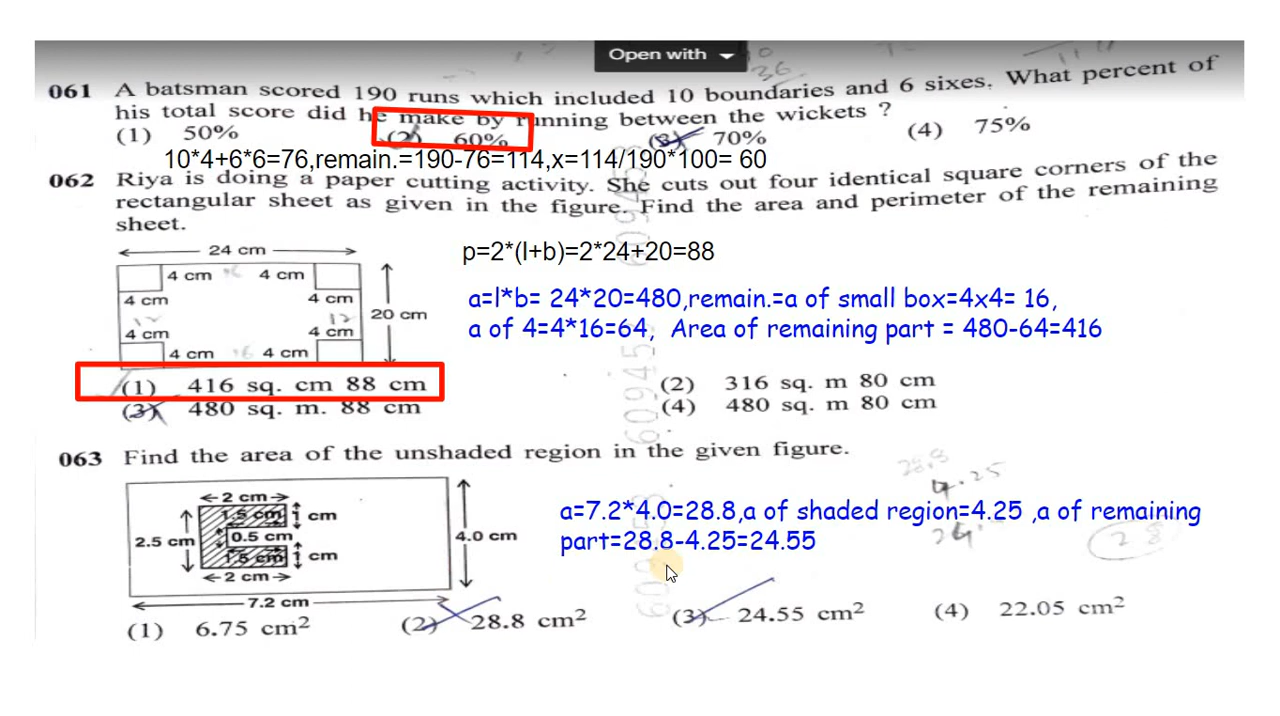 Open with
061 A batsman scored 190 runs which included 10 boundaries and 6 sixes. What percent of
his total score did he make by running between the wickets ?
(1) 50% (2) 60% (3) 70% (4) 75%
10*4+6*6=76,remain.=190-76=114,x=114/190*100= 60
062 Riya is doing a paper cutting activity. She cuts out four identical square corners of the
rectangular sheet as given in the figure. Find the area and perimeter of the remaining
sheet.
24 cm
p=2*(l+b)=2*24+20=88
4 cm 16 4 cm
4 cm 4 cm
a=l*b= 24*20=480,remain.=a of small box=4x4= 16,
12 12 20 cm
4 cm 4 cm
a of 4=4*16=64, Area of remaining part = 480-64=416
4 cm 16 4 cm
(1) 416 sq. cm 88 cm (2) 316 sq. m 80 cm
(3) 480 sq. m. 88 cm (4) 480 sq. m 80 cm
063 Find the area of the unshaded region in the given figure.
28.8
4.25
2 cm
1.5 cm 1 cm
a=7.2*4.0=28.8,a of shaded region=4.25 ,a of remaining
2.5 cm 0.5 cm 4.0 cm
part=28.8-4.25=24.55
1.5 cm 1 cm
2 cm
7.2 cm
(1) 6.75 cm² (2) 28.8 cm² (3) 24.55 cm² (4) 22.05 cm²